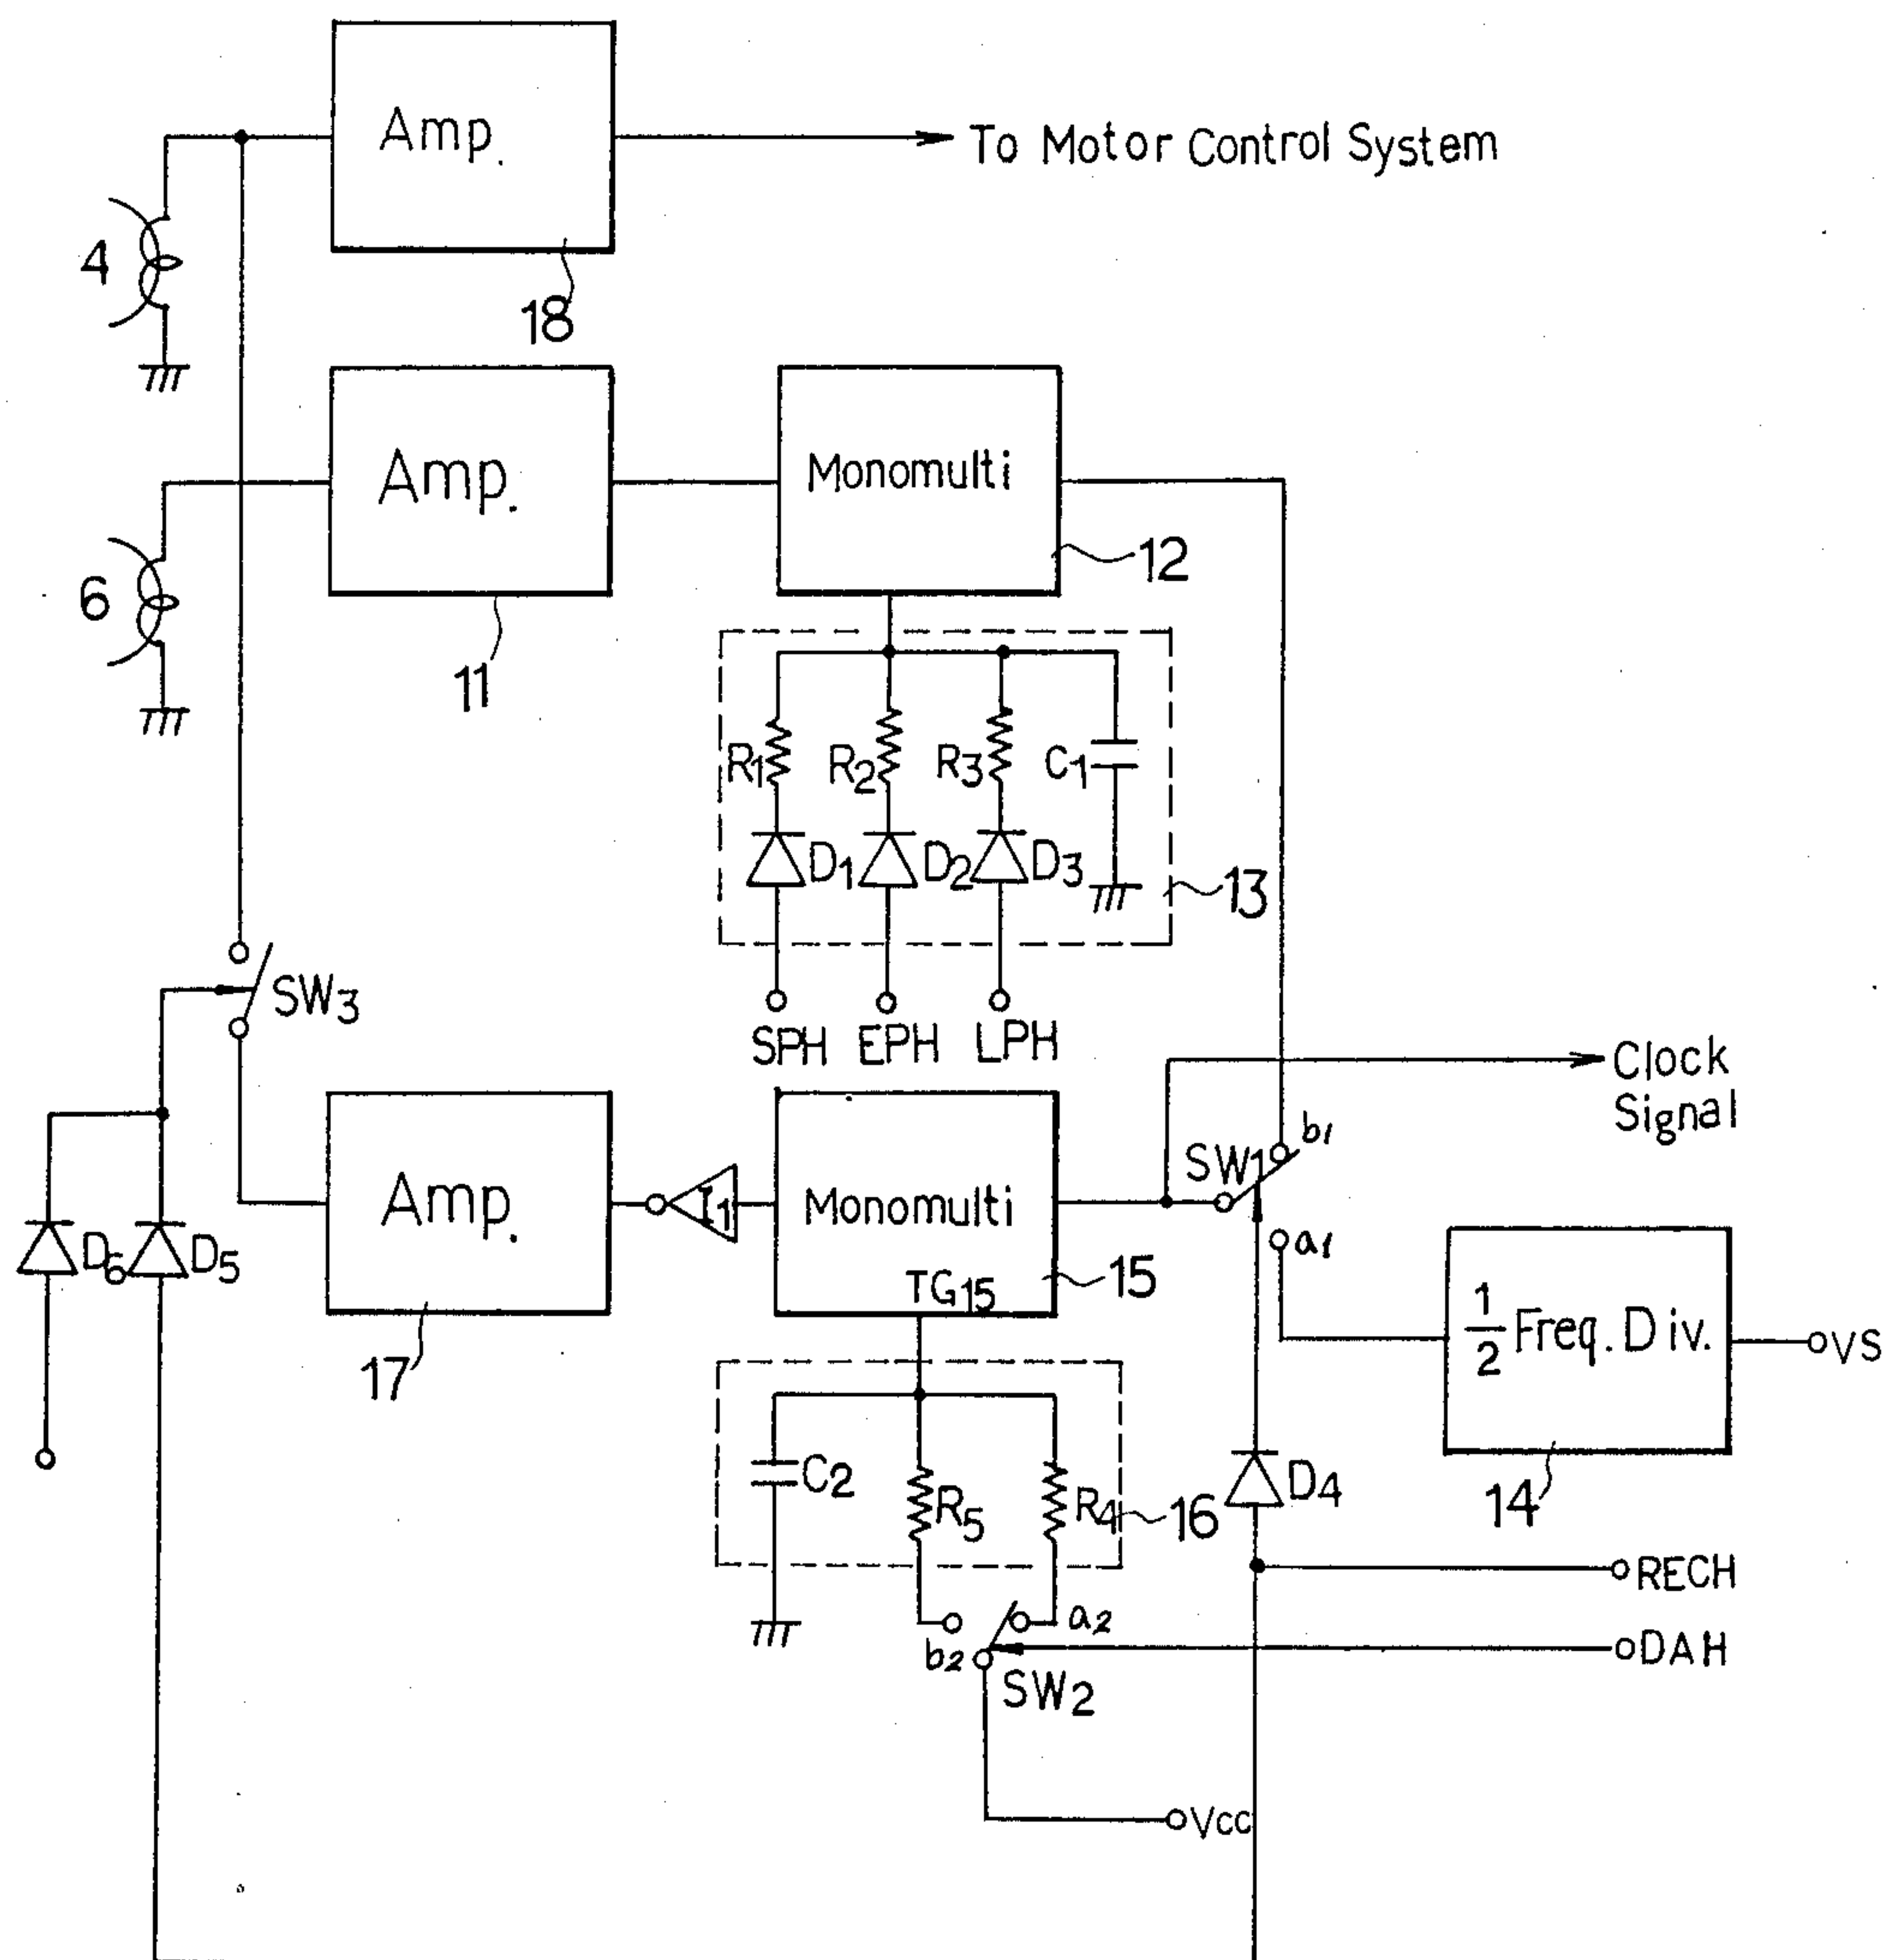 Amp.
To Motor Control System
4
18
Amp.
Monomulti
12
6
11
R1
R2
R3
C1
D1
D2
D3
13
SW3
SPH
EPH
LPH
Clock
Signal
b1
SW1
Amp.
I1
Monomulti
a1
D6
D5
TG15
15
1/2 Freq. Div.
VS
17
C2
R5
R4
16
D4
14
RECH
a2
b2
DAH
SW2
Vcc